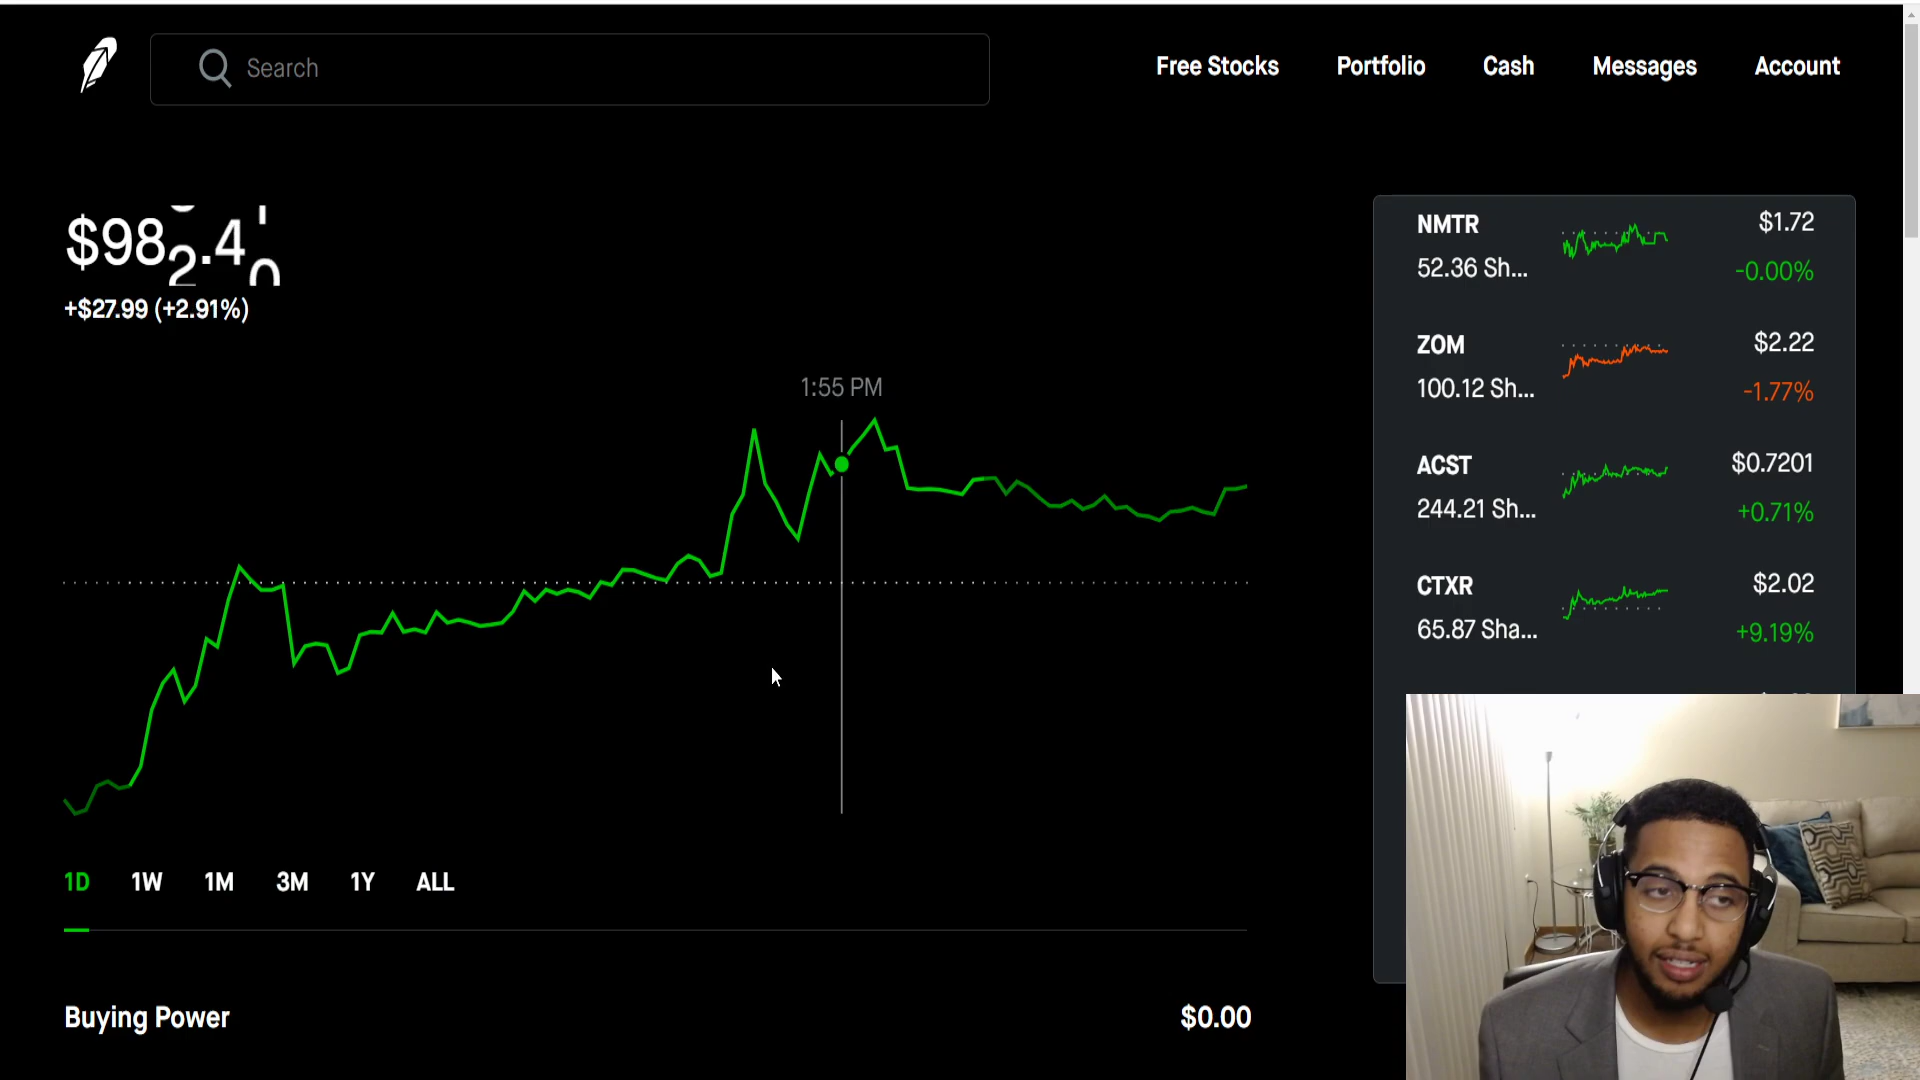 Search
Free Stocks
Portfolio
Cash
Messages
Account
+$27.99 (+2.91%)
1:55 PM
1D
1W
1M
3M
1Y
ALL
Buying Power
$0.00
NMTR
$1.72
52.36 Sh...
-0.00%
ZOM
$2.22
100.12 Sh...
-1.77%
ACST
$0.7201
244.21 Sh...
+0.71%
CTXR
$2.02
65.87 Sha...
+9.19%